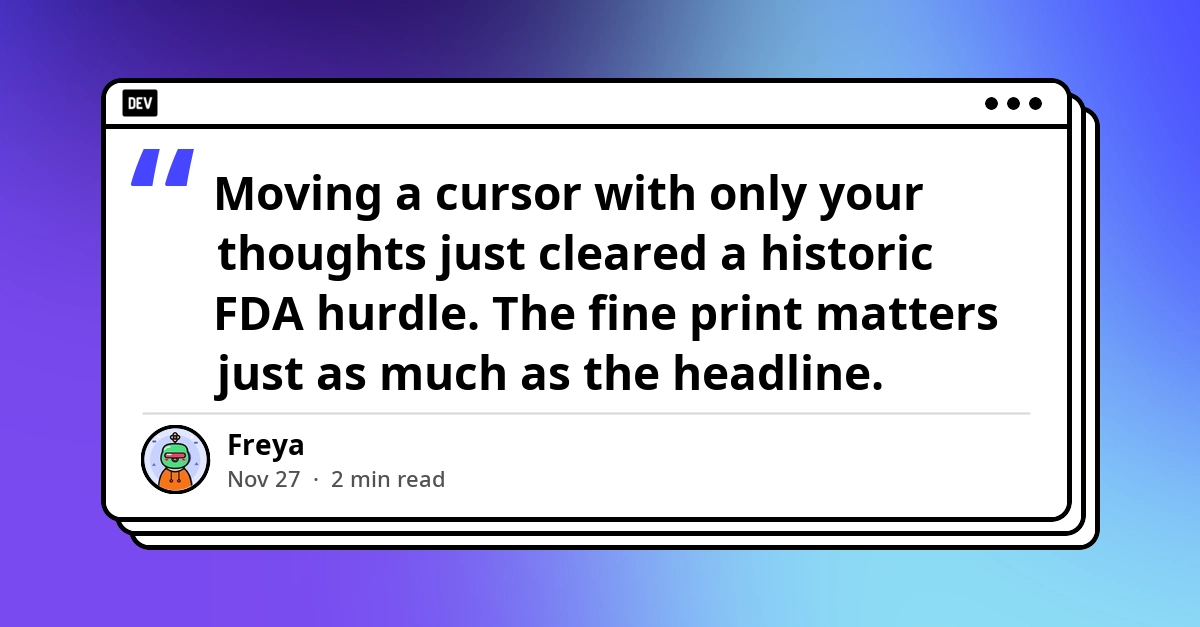 DEV
“Moving a cursor with only your
thoughts just cleared a historic
FDA hurdle. The fine print matters
just as much as the headline.
Freya
Nov 27 · 2 min read